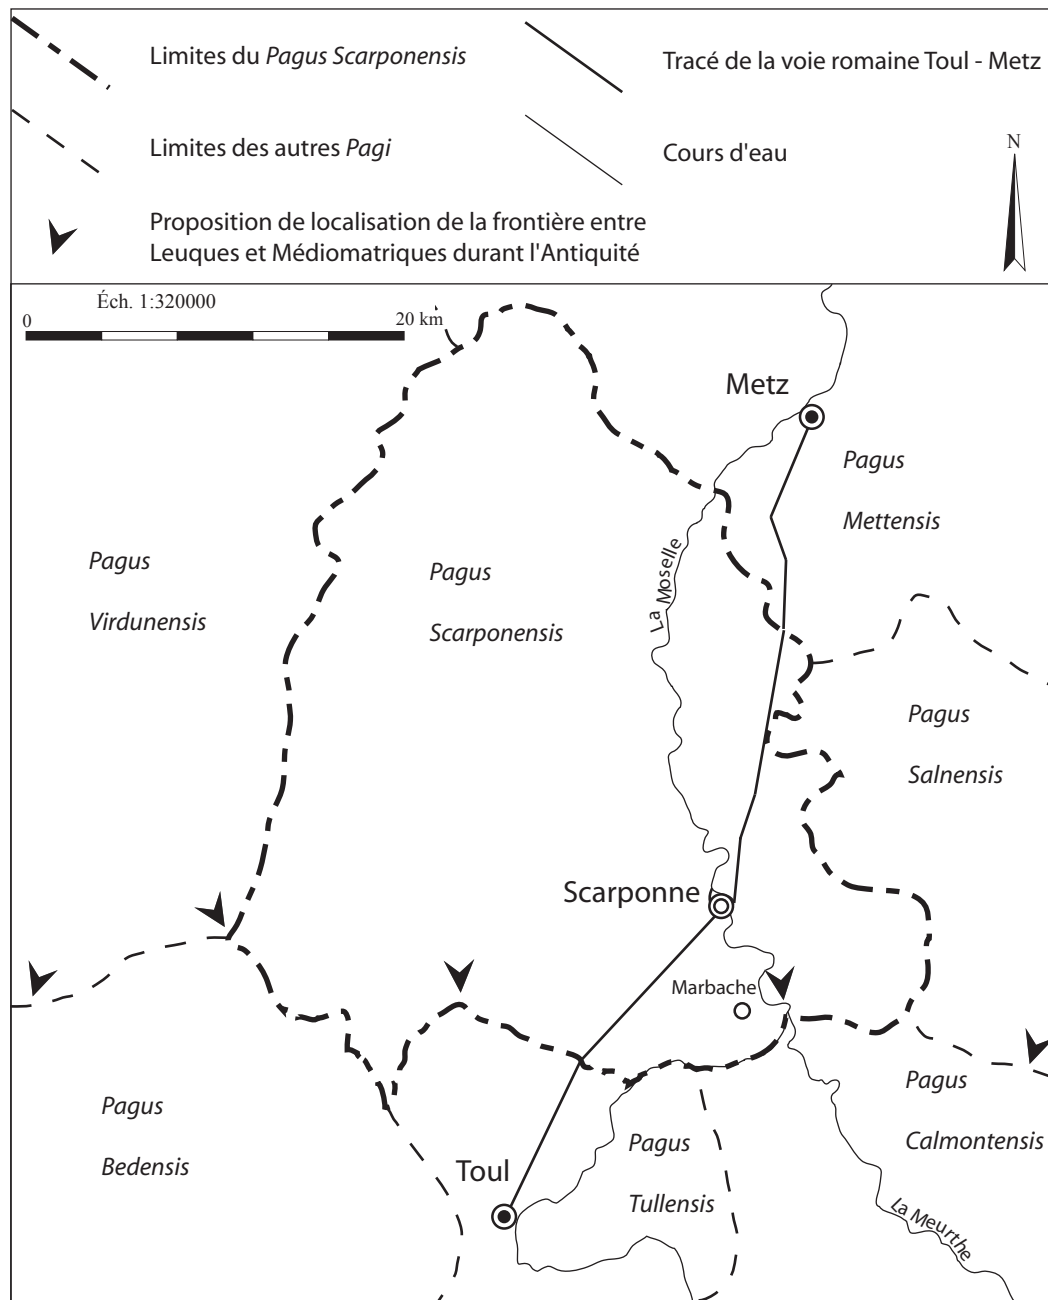 Limites du Pagus Scarponensis
Tracé de la voie romaine Toul - Metz
Limites des autres Pagi
Cours d'eau
N
Proposition de localisation de la frontière entre
Leuques et Médiomatriques durant l'Antiquité
Éch. 1:320000
0
20 km
Metz
Pagus
Mettensis
La Moselle
Pagus
Virdunensis
Pagus
Scarponensis
Pagus
Salnensis
Scarponne
Marbache
Pagus
Calmontensis
Pagus
Bedensis
Pagus
Tullensis
Toul
La Meurthe